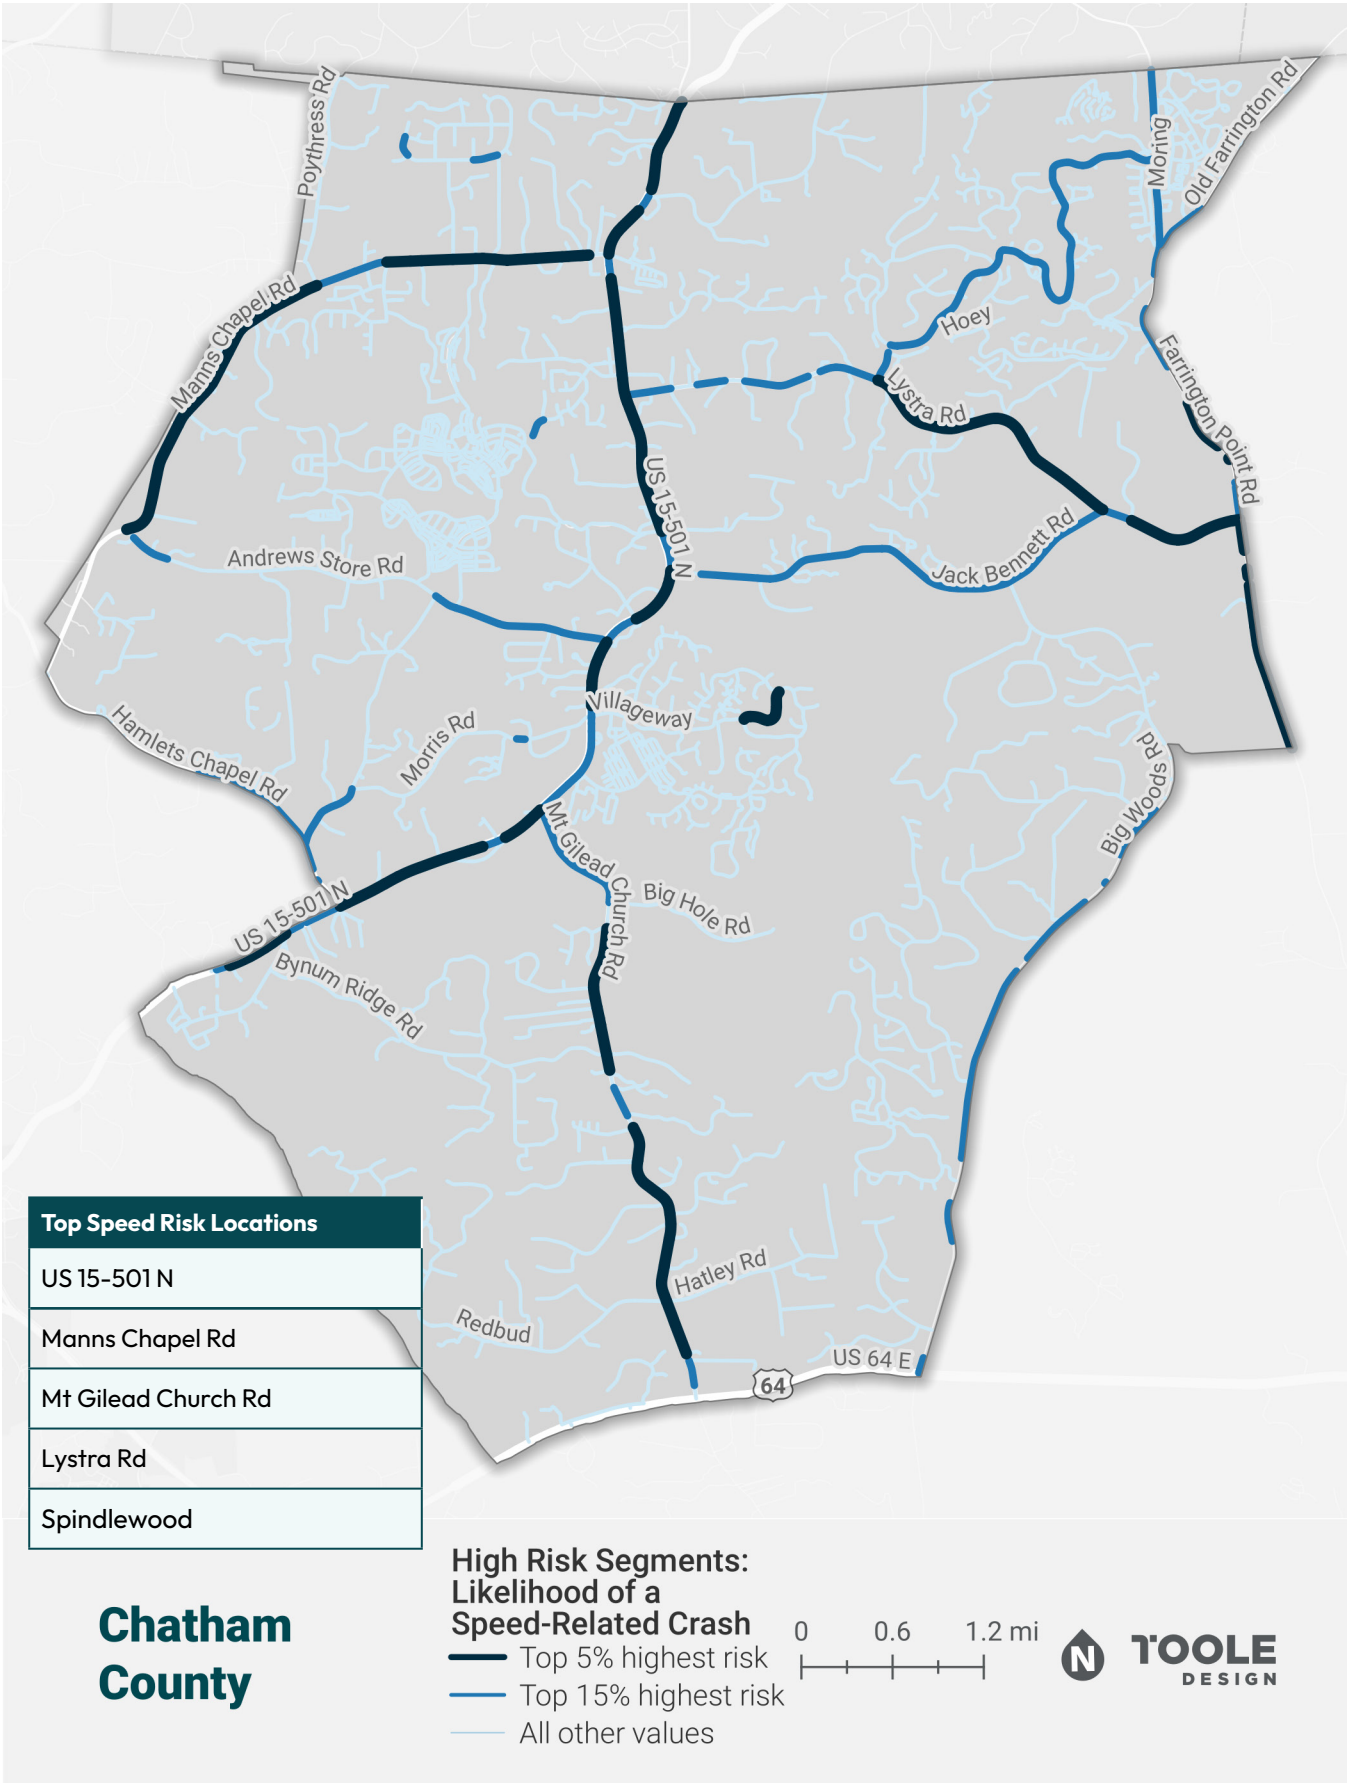 Poythress Rd
Moring
Old Farrington Rd
Manns Chapel Rd
Hoey
Lystra Rd
Farrington Point Rd
US 15-501 N
Andrews Store Rd
Jack Bennett Rd
Villageway
Hamlets Chapel Rd
Morris Rd
Big Woods Rd
Mt Gilead Church Rd
Big Hole Rd
US 15-501 N
Bynum Ridge Rd
Hatley Rd
Redbud
US 64 E
64
Top Speed Risk Locations
US 15-501 N
Manns Chapel Rd
Mt Gilead Church Rd
Lystra Rd
Spindlewood
Chatham
County
High Risk Segments:
Likelihood of a
Speed-Related Crash
Top 5% highest risk
Top 15% highest risk
All other values
0 0.6 1.2 mi
N
TOOLE
DESIGN